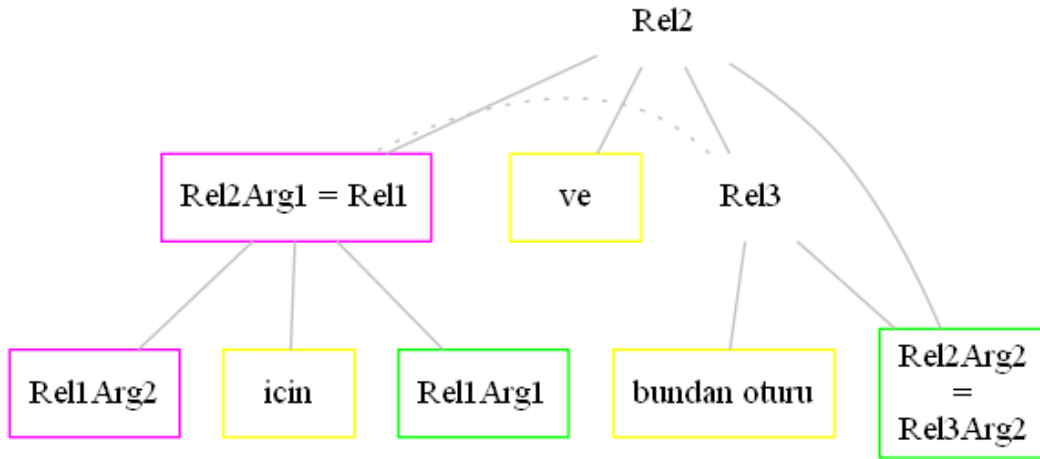 Rel2
Rel2Arg1 = Rel1
ve
Rel3
Rel1Arg2
icin
Rel1Arg1
bundan oturu
Rel2Arg2
=
Rel3Arg2